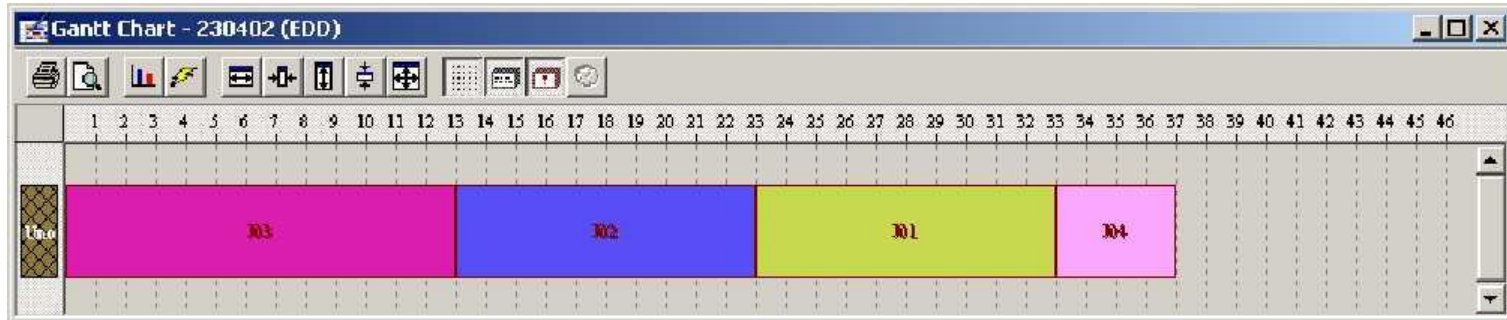 Gantt Chart - 230402 (EDD)
1 2 3 4 5 6 7 8 9 10 11 12 13 14 15 16 17 18 19 20 21 22 23 24 25 26 27 28 29 30 31 32 33 34 35 36 37 38 39 40 41 42 43 44 45 46
J03 J02 J01 J04